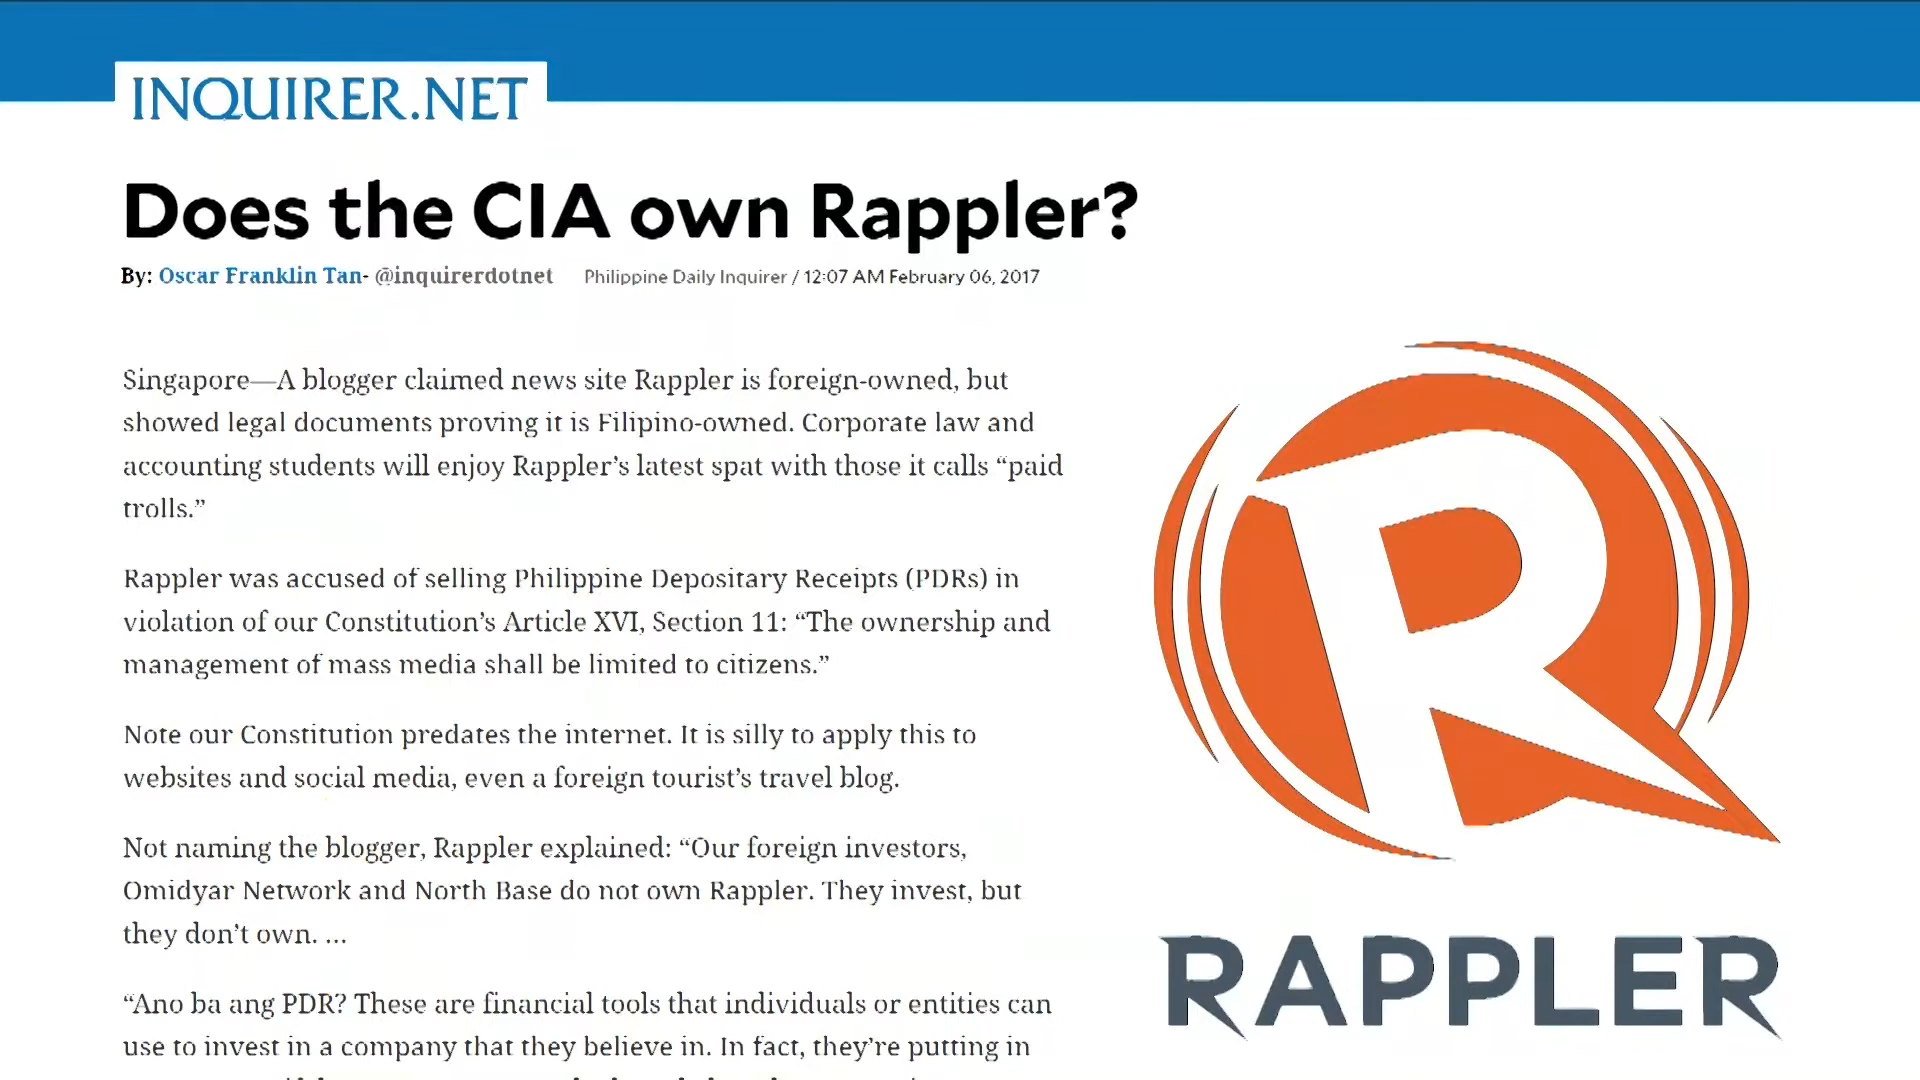 INQUIRER.NET
Does the CIA own Rappler?
By: Oscar Franklin Tan- @inquirerdotnet Philippine Daily Inquirer / 12:07 AM February 06, 2017
Singapore—A blogger claimed news site Rappler is foreign-owned, but
showed legal documents proving it is Filipino-owned. Corporate law and
accounting students will enjoy Rappler’s latest spat with those it calls “paid
trolls.”
Rappler was accused of selling Philippine Depositary Receipts (PDRs) in
violation of our Constitution’s Article XVI, Section 11: “The ownership and
management of mass media shall be limited to citizens.”
Note our Constitution predates the internet. It is silly to apply this to
websites and social media, even a foreign tourist’s travel blog.
Not naming the blogger, Rappler explained: “Our foreign investors,
Omidyar Network and North Base do not own Rappler. They invest, but
they don’t own. ...
“Ano ba ang PDR? These are financial tools that individuals or entities can
use to invest in a company that they believe in. In fact, they’re putting in
R
RAPPLER